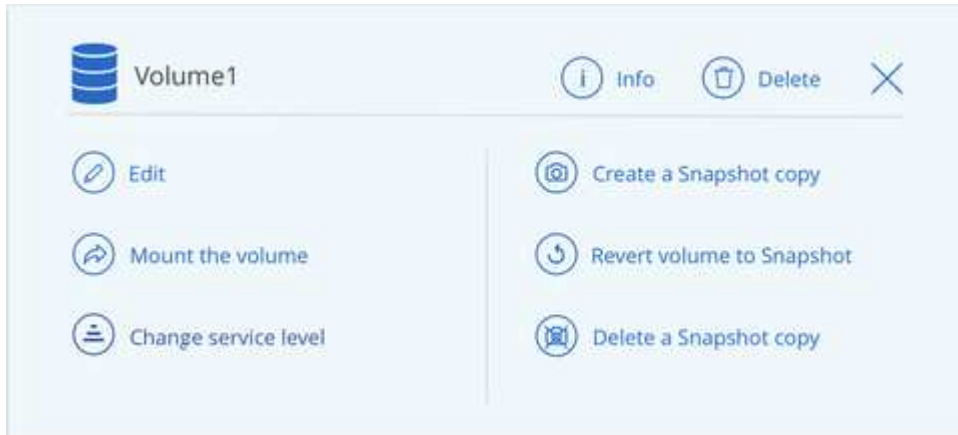 Volume1
Info
Delete
Edit
Create a Snapshot copy
Mount the volume
Revert volume to Snapshot
Change service level
Delete a Snapshot copy